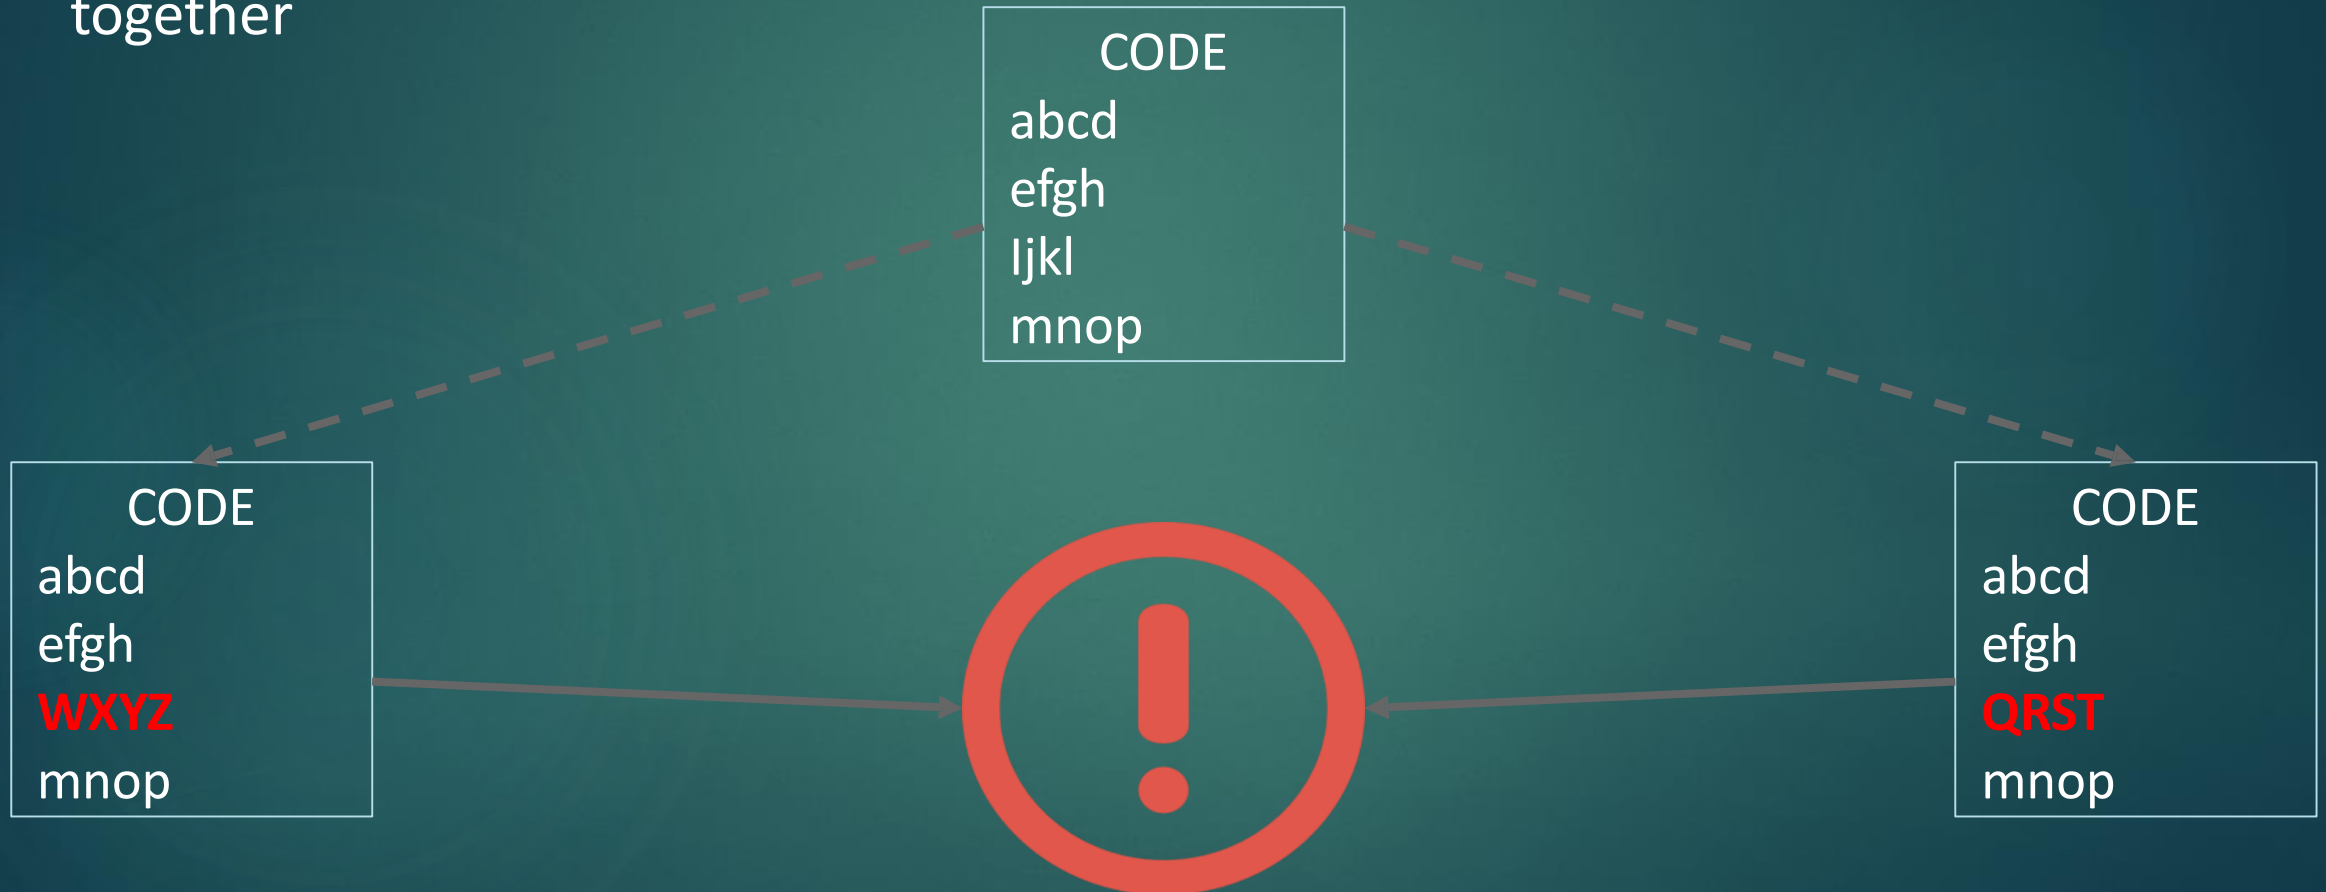 together
CODE
abcd
efgh
Ijkl
mnop
CODE
abcd
efgh
WXYZ
mnop
CODE
abcd
efgh
QRST
mnop